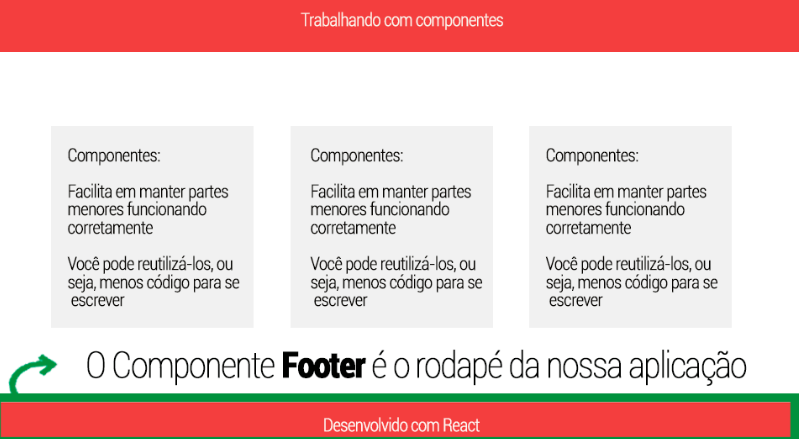 Trabalhando com componentes
Componentes:
Facilita em manter partes
menores funcionando
corretamente
Você pode reutilizá-los, ou
seja, menos código para se
escrever
Componentes:
Facilita em manter partes
menores funcionando
corretamente
Você pode reutilizá-los, ou
seja, menos código para se
escrever
Componentes:
Facilita em manter partes
menores funcionando
corretamente
Você pode reutilizá-los, ou
seja, menos código para se
escrever
O Componente Footer é o rodapé da nossa aplicação
Desenvolvido com React